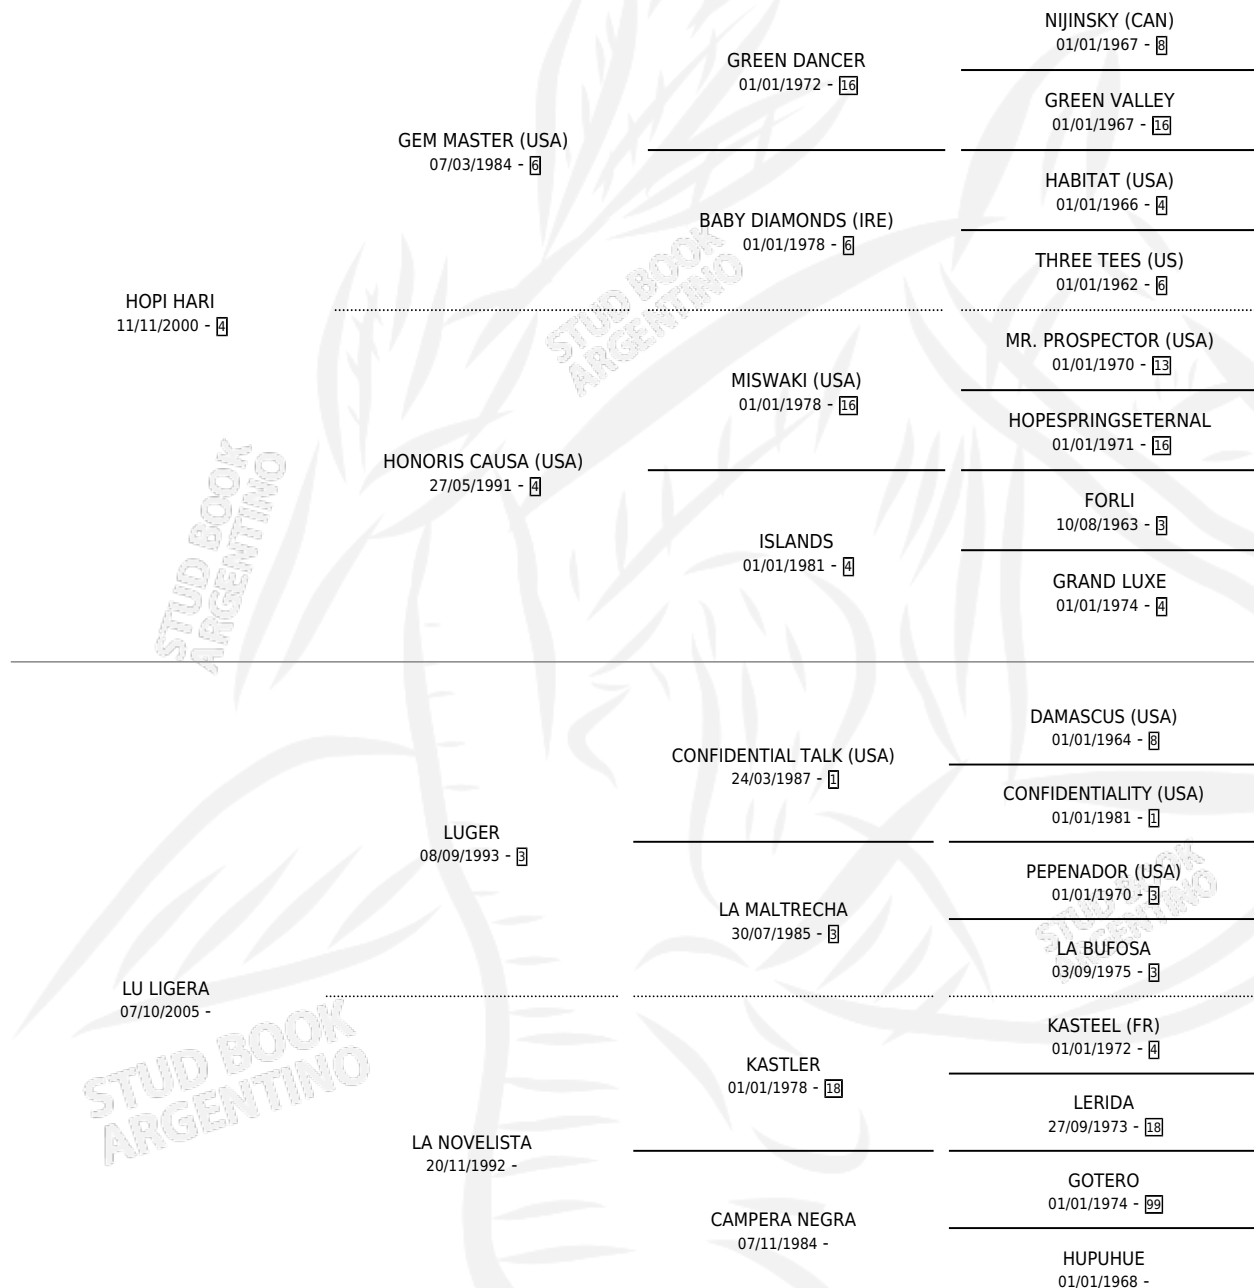 NIJINSKY (CAN)
01/01/1967 - 8
GREEN DANCER
01/01/1972 - 16
GREEN VALLEY
01/01/1967 - 16
GEM MASTER (USA)
07/03/1984 - 6
HABITAT (USA)
01/01/1966 - 4
BABY DIAMONDS (IRE)
01/01/1978 - 6
THREE TEES (US)
01/01/1962 - 6
HOPI HARI
11/11/2000 - 4
MR. PROSPECTOR (USA)
01/01/1970 - 13
MISWAKI (USA)
01/01/1978 - 16
HOPESPRINGSETERNAL
01/01/1971 - 16
HONORIS CAUSA (USA)
27/05/1991 - 4
FORLI
10/08/1963 - 3
ISLANDS
01/01/1981 - 4
GRAND LUXE
01/01/1974 - 4
DAMASCUS (USA)
01/01/1964 - 8
CONFIDENTIAL TALK (USA)
24/03/1987 - 1
CONFIDENTIALITY (USA)
01/01/1981 - 1
LUGER
08/09/1993 - 3
PEPENADOR (USA)
01/01/1970 - 3
LA MALTRECHA
30/07/1985 - 3
LA BUFOSA
03/09/1975 - 3
LU LIGERA
07/10/2005 -
KASTEEL (FR)
01/01/1972 - 4
KASTLER
01/01/1978 - 18
LERIDA
27/09/1973 - 18
LA NOVELISTA
20/11/1992 -
GOTERO
01/01/1974 - 99
CAMPERA NEGRA
07/11/1984 -
HUPUHUE
01/01/1968 -
STUD BOOK
ARGENTINO
STUD BOOK
ARGENTINO
STUD BOOK
ARGENTINO
STUD BOOK
ARGENTINO